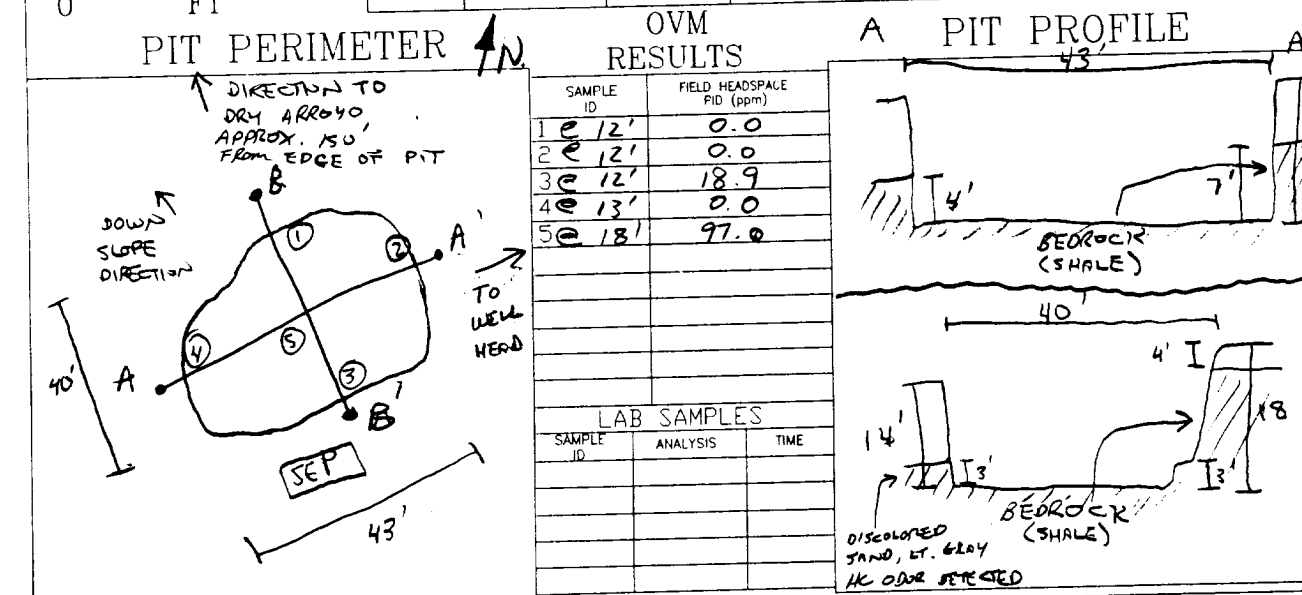 0 FT
PIT PERIMETER N.
DIRECTION TO
DRY ARROYO
APPROX. 150'
FROM EDGE OF PIT
DOWN
SLOPE
DIRECTION
B
1
2
A'
5
4
3
A
B'
TO
WELL
HEAD
40'
SEP
43'
OVM
RESULTS
SAMPLE ID FIELD HEADSPACE PID (ppm)
1 @ 12' 0.0
2 @ 12' 0.0
3 @ 12' 18.9
4 @ 13' 0.0
5 @ 18' 97.0
LAB SAMPLES
SAMPLE ID ANALYSIS TIME
A PIT PROFILE A
43'
4'
7'
BEDROCK
(SHALE)
40'
4'
14'
18
3'
3'
BEDROCK
(SHALE)
DISCOLORED
SAND, LT. GRAY
HC ODOR DETECTED